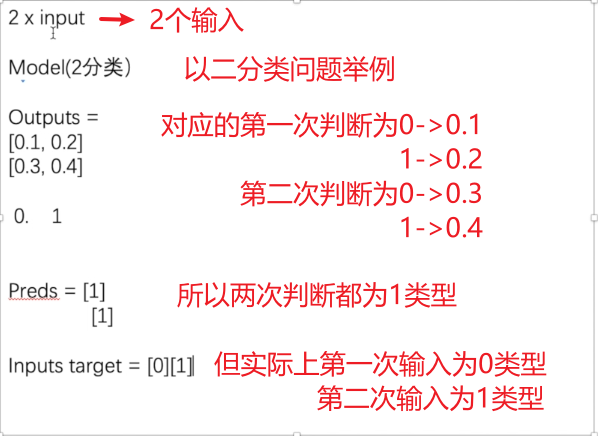 2 x input 2个输入
Model(2分类） 以二分类问题举例
Outputs =
[0.1, 0.2] 对应的第一次判断为0->0.1
[0.3, 0.4] 1->0.2
第二次判断为0->0.3
0. 1 1->0.4
Preds = [1] 所以两次判断都为1类型
[1]
Inputs target = [0][1] 但实际上第一次输入为0类型
第二次输入为1类型